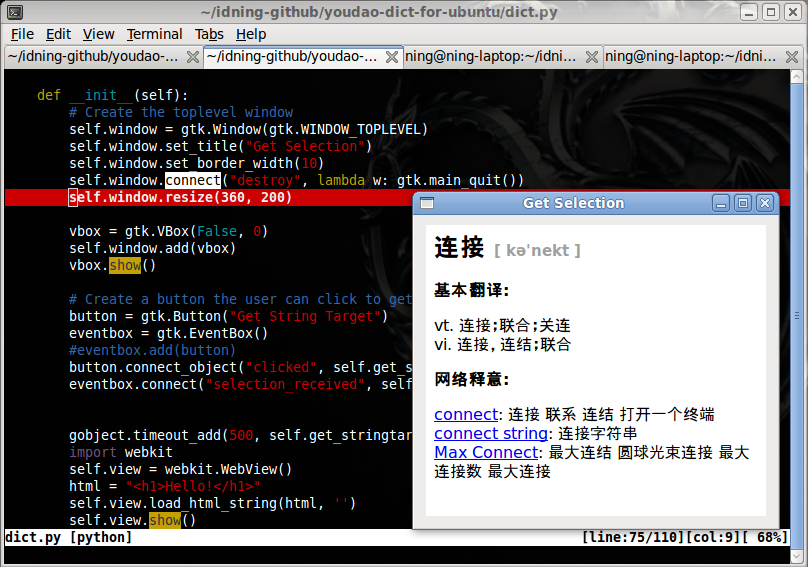 ~/idning-github/youdao-dict-for-ubuntu/dict.py
File Edit View Terminal Tabs Help
~/idning-github/youdao-... ~/idning-github/youdao-... ning@ning-laptop:~/idni... ning@ning-laptop:~/idni...
def __init__(self):
# Create the toplevel window
self.window = gtk.Window(gtk.WINDOW_TOPLEVEL)
self.window.set_title("Get Selection")
self.window.set_border_width(10)
self.window.connect("destroy", lambda w: gtk.main_quit())
self.window.resize(360, 200)
vbox = gtk.VBox(False, 0)
self.window.add(vbox)
vbox.show()
# Create a button the user can click to get
button = gtk.Button("Get String Target")
eventbox = gtk.EventBox()
#eventbox.add(button)
button.connect_object("clicked", self.get_s
eventbox.connect("selection_received", self
gobject.timeout_add(500, self.get_stringtar
import webkit
self.view = webkit.WebView()
html = "<h1>Hello!</h1>"
self.view.load_html_string(html, '')
self.view.show()
dict.py [python] [line:75/110][col:9][ 68%]
Get Selection
连接 [ kə'nekt ]
基本翻译:
vt. 连接;联合;关连
vi. 连接, 连结;联合
网络释意:
connect: 连接 联系 连结 打开一个终端
connect string: 连接字符串
Max Connect: 最大连结 圆球光束连接 最大
连接数 最大连接